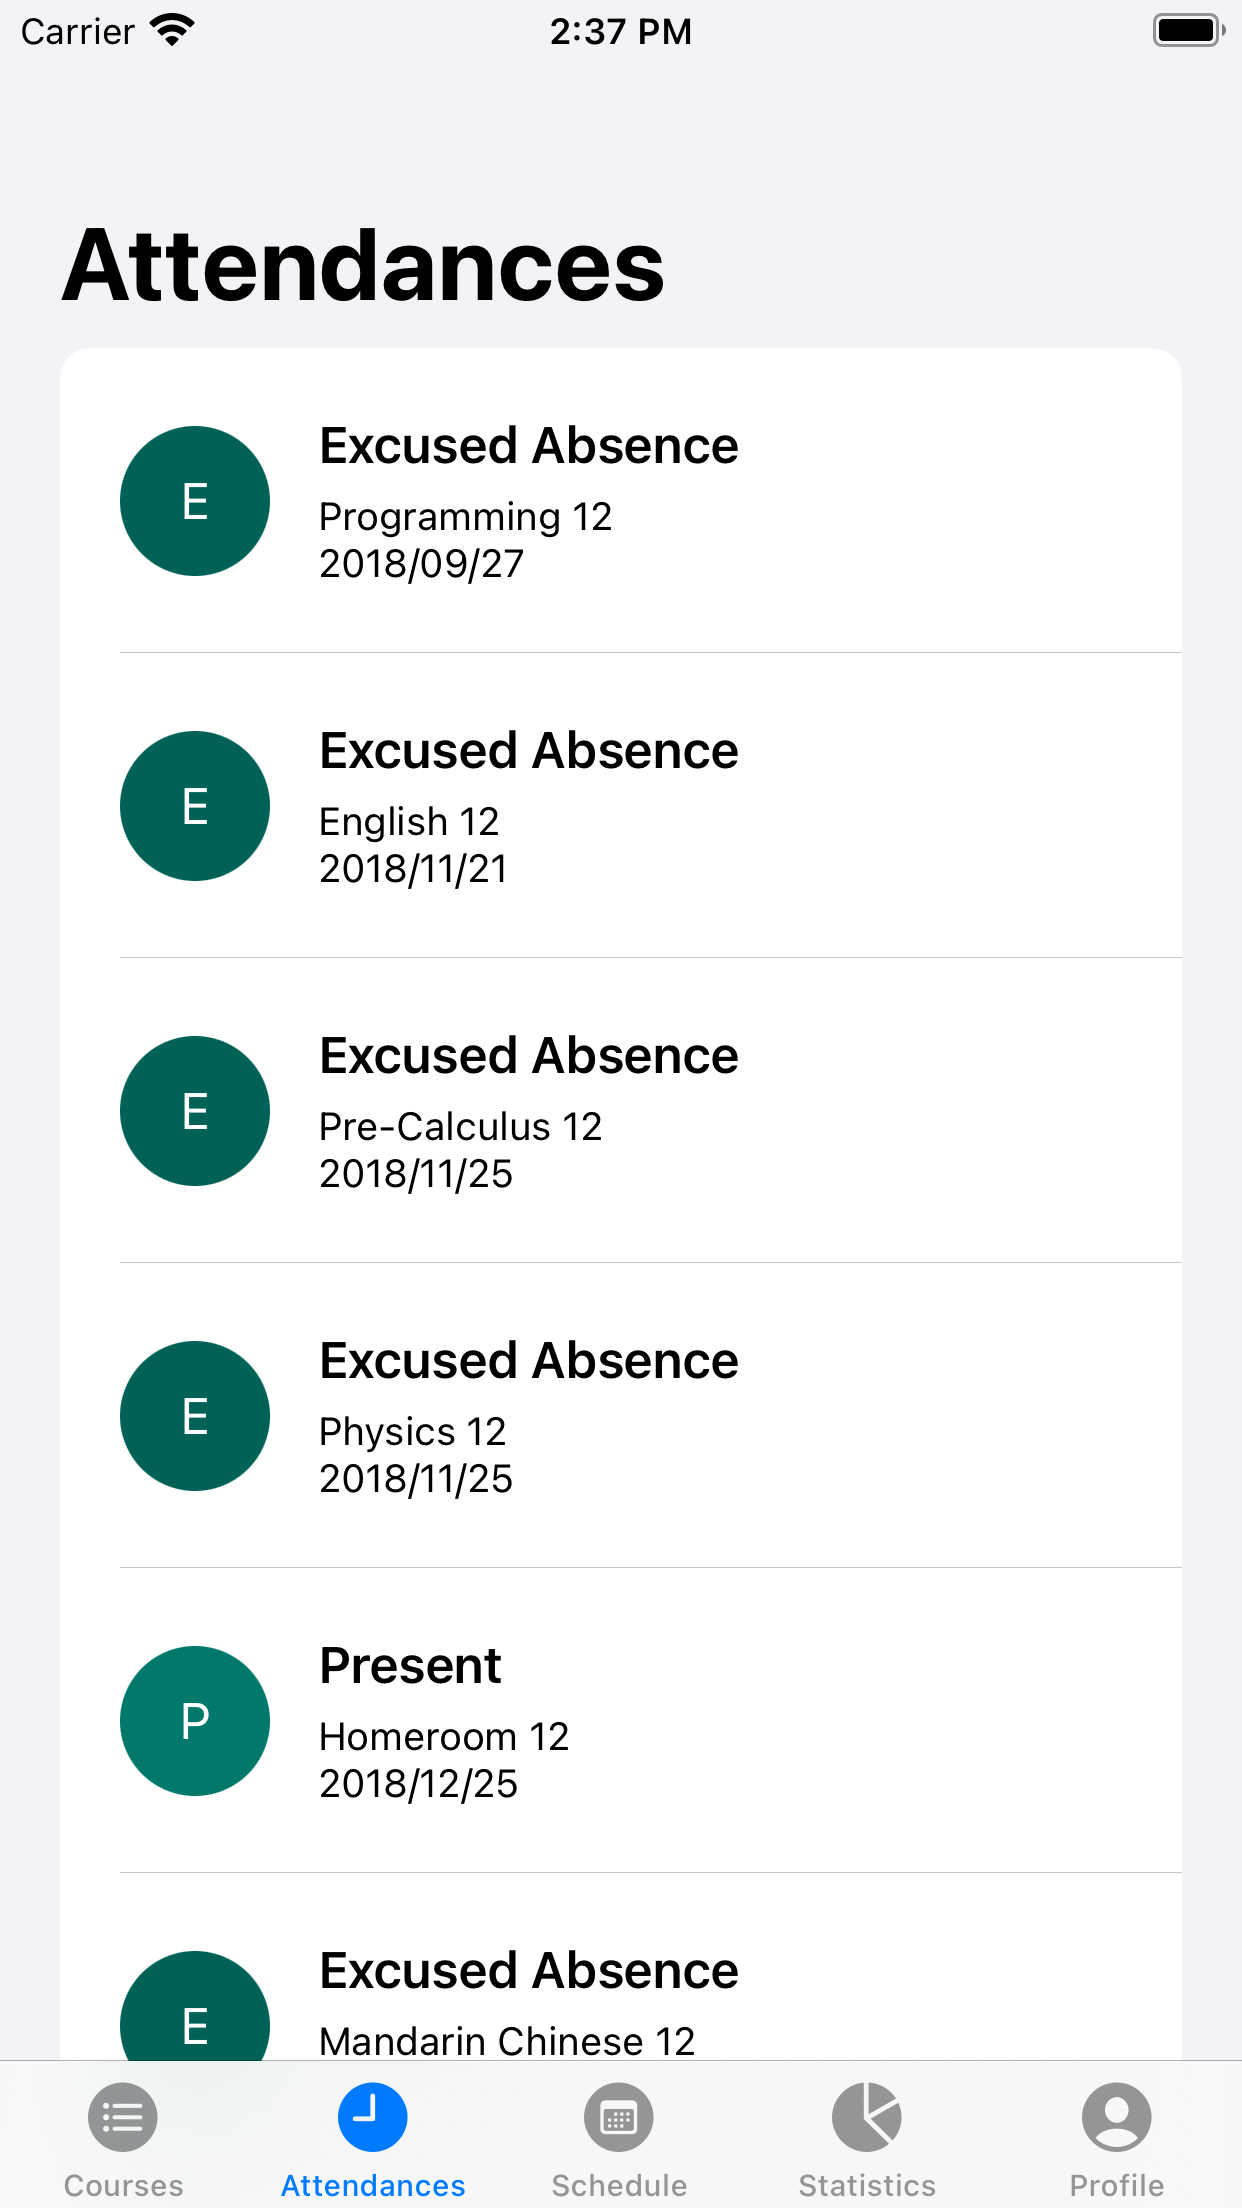 Carrier 2:37 PM
Attendances
E
Excused Absence
Programming 12
2018/09/27
E
Excused Absence
English 12
2018/11/21
E
Excused Absence
Pre-Calculus 12
2018/11/25
E
Excused Absence
Physics 12
2018/11/25
P
Present
Homeroom 12
2018/12/25
E
Excused Absence
Mandarin Chinese 12
Courses Attendances Schedule Statistics Profile